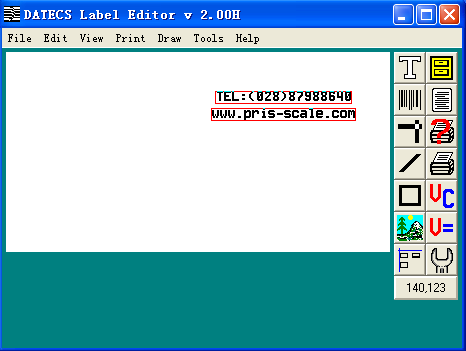 DATECS Label Editor v 2.00H
File Edit View Print Draw Tools Help
TEL:(028)87988640
www.pris-scale.com
T
?
VC
V=
140,123